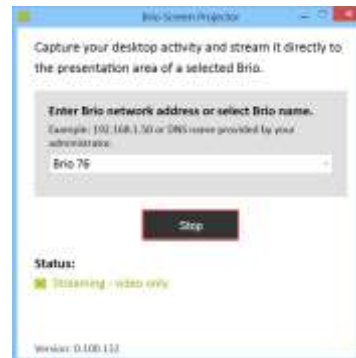 Brio Screen Projector
Capture your desktop activity and stream it directly to
the presentation area of a selected Brio.
Enter Brio network address or select Brio name.
Example: 192.168.1.50 or DNS name provided by your
administrator.
Brio 76
Stop
Status:
Streaming - video only
Version: 0.100.132